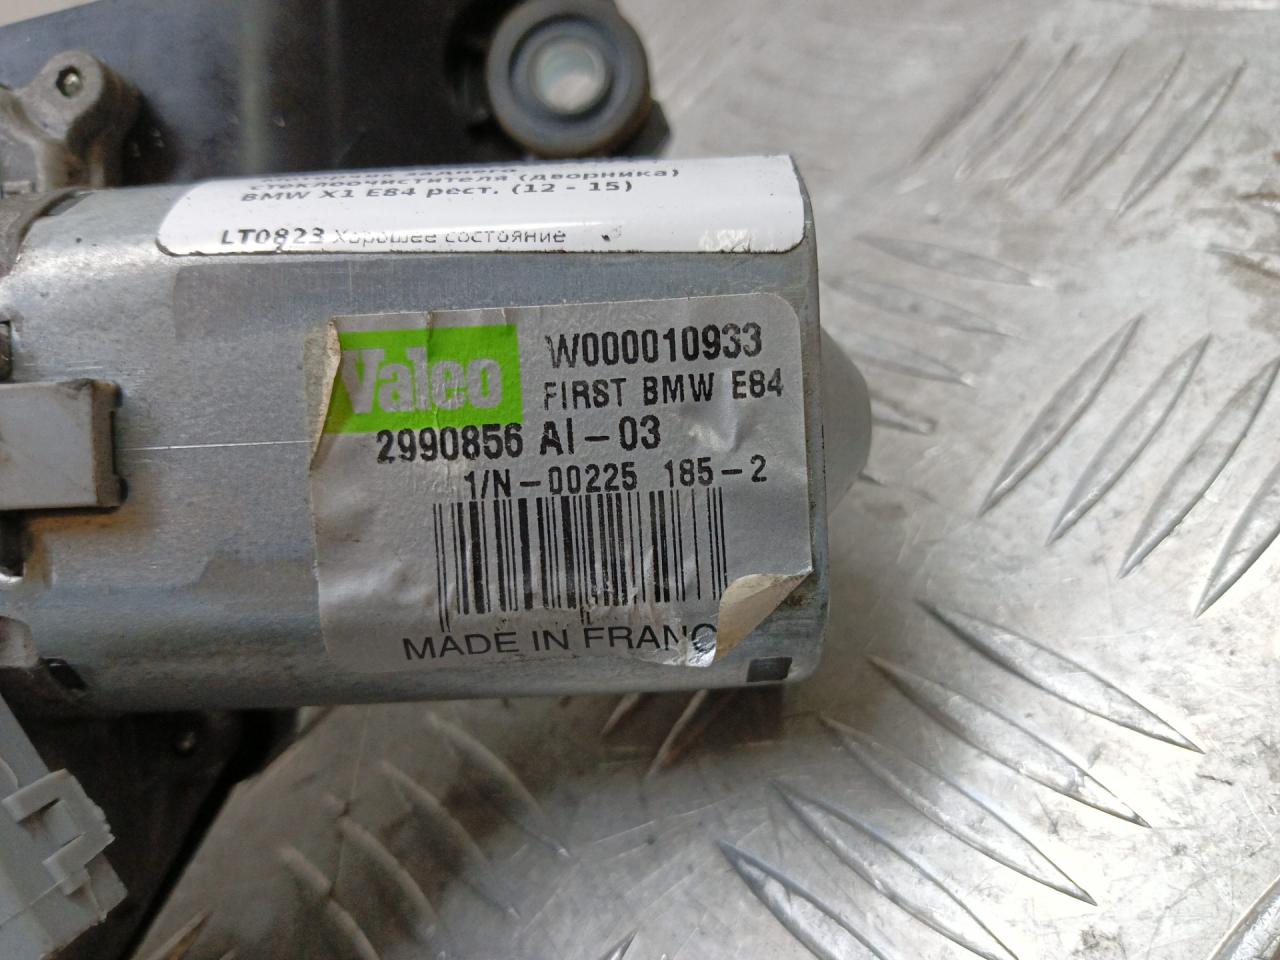 заднего
стеклоочистителя (дворника)
BMW X1 E84 рест. (12 - 15)
LT0823 Хорошее состояние
Valeo
W000010933
FIRST BMW E84
2990856 AI-03
1/N-00225 185-2
MADE IN FRANC